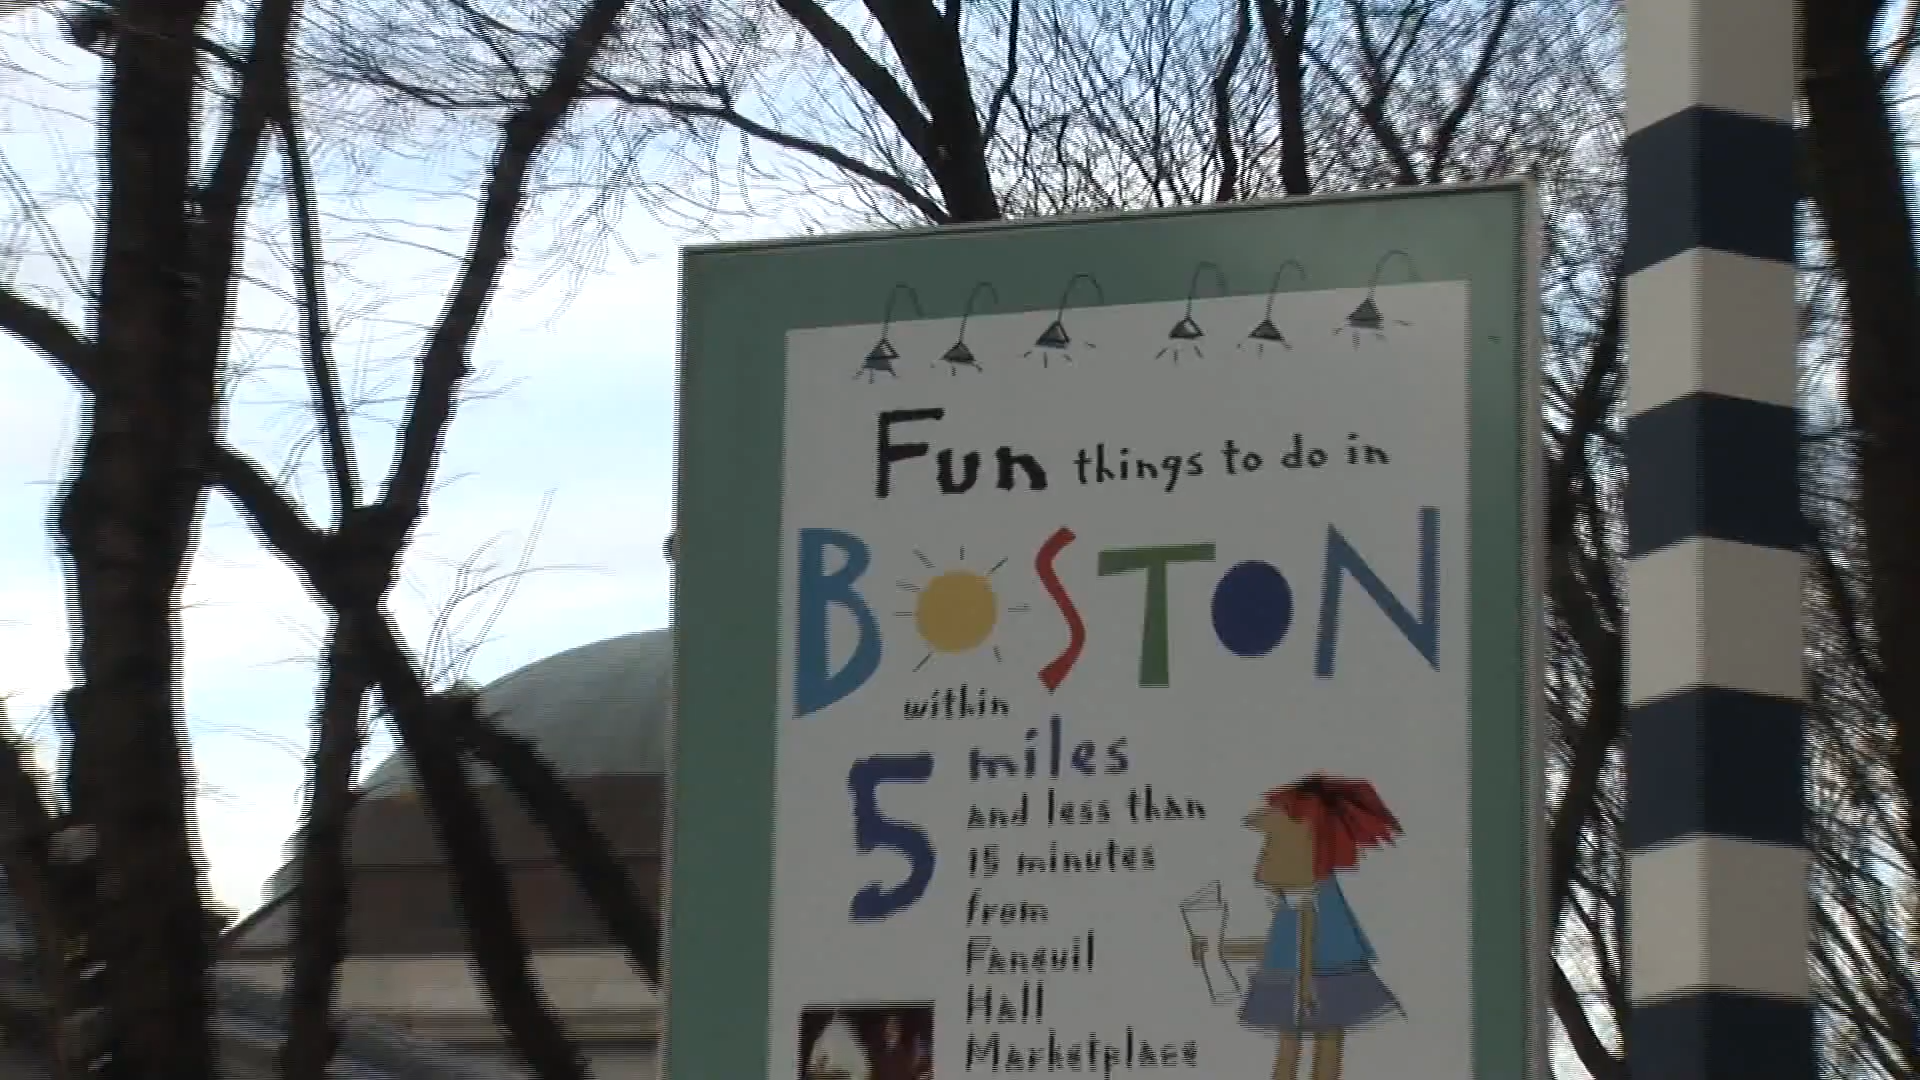 Fun things to do in
BOSTON
within
5 miles
and less than
15 minutes
from
Faneuil
Hall
Marketplace